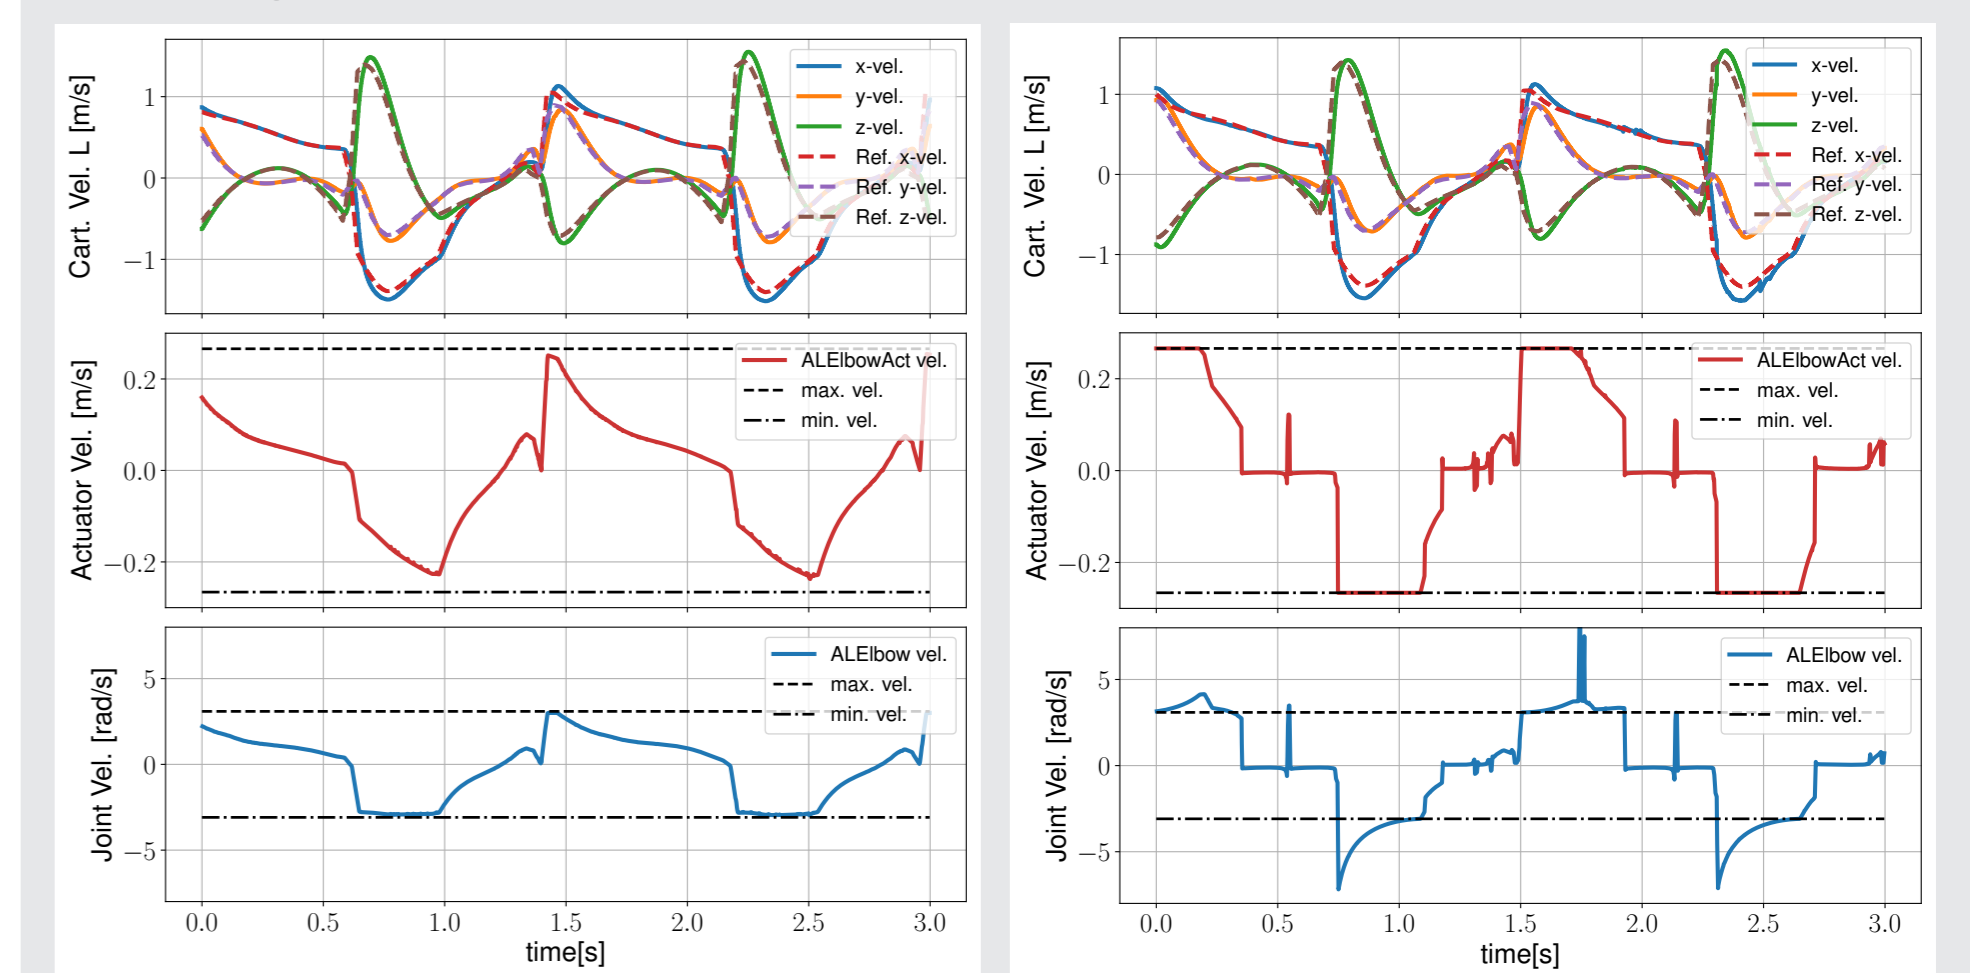 Cart. Vel. L [m/s]
1
0
−1
x-vel.
y-vel.
z-vel.
Ref. x-vel.
Ref. y-vel.
Ref. z-vel.
Actuator Vel. [m/s]
0.2
0.0
−0.2
ALElbowAct vel.
max. vel.
min. vel.
Joint Vel. [rad/s]
5
0
−5
ALElbow vel.
max. vel.
min. vel.
0.0 0.5 1.0 1.5 2.0 2.5 3.0
time[s]
Cart. Vel. L [m/s]
1
0
−1
x-vel.
y-vel.
z-vel.
Ref. x-vel.
Ref. y-vel.
Ref. z-vel.
Actuator Vel. [m/s]
0.2
0.0
−0.2
ALElbowAct vel.
max. vel.
min. vel.
Joint Vel. [rad/s]
5
0
−5
ALElbow vel.
max. vel.
min. vel.
0.0 0.5 1.0 1.5 2.0 2.5 3.0
time[s]